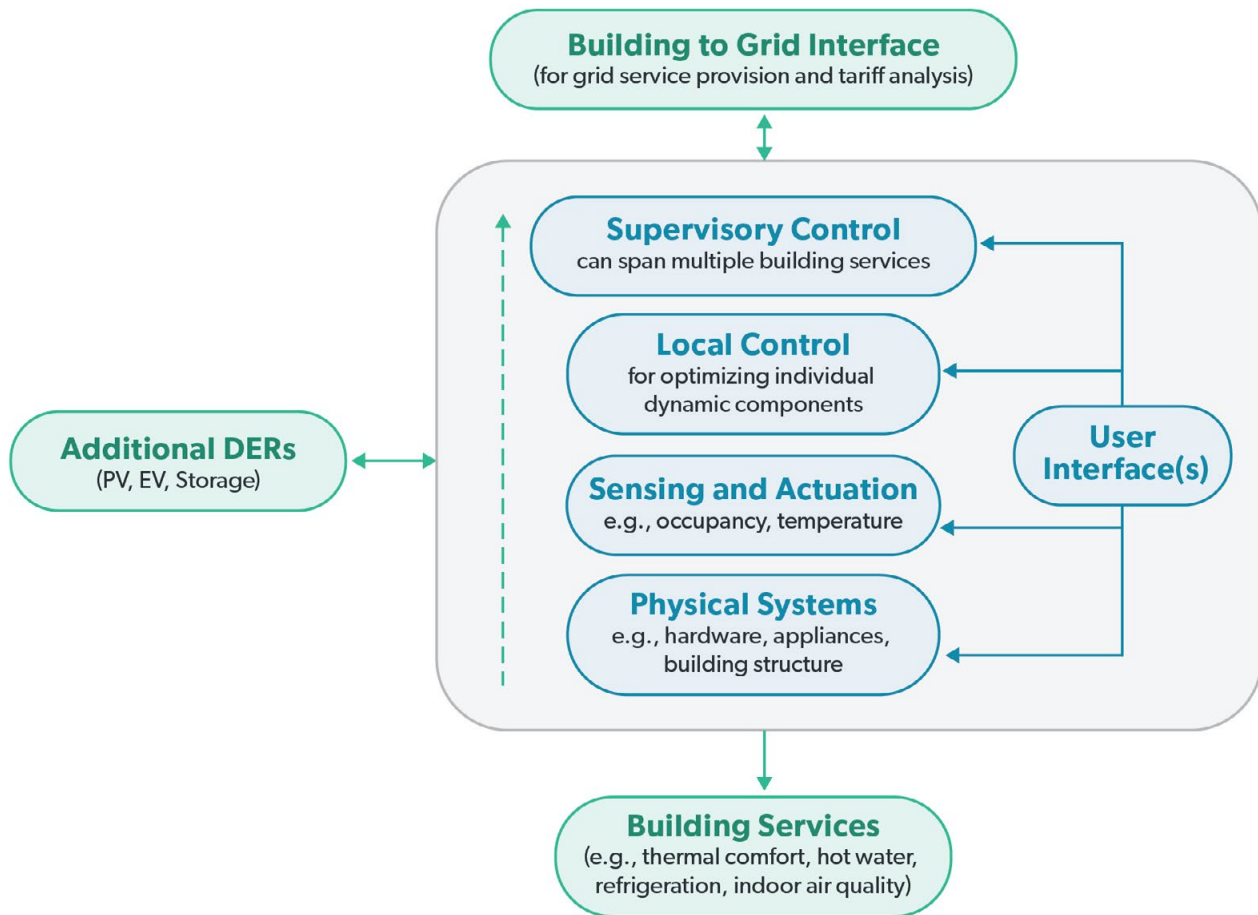 Building to Grid Interface
(for grid service provision and tariff analysis)
Supervisory Control
can span multiple building services
Local Control
for optimizing individual
dynamic components
User
Interface(s)
Additional DERs
(PV, EV, Storage)
Sensing and Actuation
e.g., occupancy, temperature
Physical Systems
e.g., hardware, appliances,
building structure
Building Services
(e.g., thermal comfort, hot water,
refrigeration, indoor air quality)